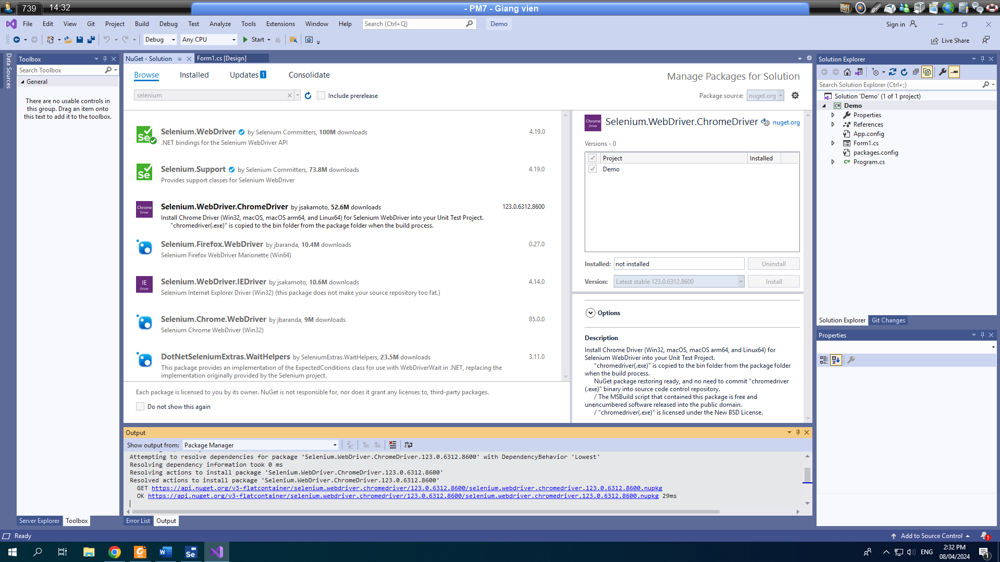 739
14:32
- PM7 - Giang vien
File Edit View Git Project Build Debug Test Analyze Tools Extensions Window Help
Search (Ctrl+Q)
Demo
Sign in
Debug
Any CPU
Start
Live Share
Data Sources
Toolbox
Search Toolbox
General
There are no usable controls in
this group. Drag an item onto
this text to add it to the toolbox.
Server Explorer
Toolbox
NuGet - Solution
Form1.cs [Design]
Browse
Installed
Updates 1
Consolidate
Manage Packages for Solution
selenium
Include prerelease
Package source: nuget.org
Selenium.WebDriver by Selenium Committers, 100M downloads 4.19.0
.NET bindings for the Selenium WebDriver API
Selenium.Support by Selenium Committers, 73.8M downloads 4.19.0
Provides support classes for Selenium WebDriver
Chrome
Driver
Selenium.WebDriver.ChromeDriver by jsakamoto, 52.6M downloads 123.0.6312.8600
Install Chrome Driver (Win32, macOS, macOS arm64, and Linux64) for Selenium WebDriver into your Unit Test Project.
"chromedriver(.exe)" is copied to the bin folder from the package folder when the build process.
Selenium.Firefox.WebDriver by jbaranda, 10.4M downloads 0.27.0
Selenium Firefox WebDriver Marionette (Win64)
IE
Driver
Selenium.WebDriver.IEDriver by jsakamoto, 10.6M downloads 4.14.0
Selenium Internet Explorer Driver (Win32) (this package does not make your source repository too fat.)
Selenium.Chrome.WebDriver by jbaranda, 9M downloads 85.0.0
Selenium Chrome WebDriver (Win32)
DotNetSeleniumExtras.WaitHelpers by SeleniumExtras.WaitHelpers, 23.5M downloads 3.11.0
This package provides an implementation of the ExpectedConditions class for use with WebDriverWait in .NET, replacing the
implementation originally provided by the Selenium project.
Each package is licensed to you by its owner. NuGet is not responsible for, nor does it grant any licenses to, third-party packages.
Do not show this again
Chrome
Driver
Selenium.WebDriver.ChromeDriver
nuget.org
Versions - 0
Project
Installed
Demo
Installed: not installed
Uninstall
Version: Latest stable 123.0.6312.8600
Install
Options
Description
Install Chrome Driver (Win32, macOS, macOS arm64, and Linux64) for
Selenium WebDriver into your Unit Test Project.
"chromedriver(.exe)" is copied to the bin folder from the package folder
when the build process.
NuGet package restoring ready, and no need to commit "chromedriver
(.exe)" binary into source code control repository.
/ The MSBuild script that contained this package is free and
unencumbered software released into the public domain.
/ "chromedriver(.exe)" is licensed under the New BSD License.
Output
Show output from: Package Manager
Attempting to resolve dependencies for package 'Selenium.WebDriver.ChromeDriver.123.0.6312.8600' with DependencyBehavior 'Lowest'
Resolving dependency information took 0 ms
Resolving actions to install package 'Selenium.WebDriver.ChromeDriver.123.0.6312.8600'
Resolved actions to install package 'Selenium.WebDriver.ChromeDriver.123.0.6312.8600'
GET https://api.nuget.org/v3-flatcontainer/selenium.webdriver.chromedriver/123.0.6312.8600/selenium.webdriver.chromedriver.123.0.6312.8600.nupkg
OK https://api.nuget.org/v3-flatcontainer/selenium.webdriver.chromedriver/123.0.6312.8600/selenium.webdriver.chromedriver.123.0.6312.8600.nupkg 29ms
Error List
Output
Solution Explorer
Search Solution Explorer (Ctrl+;)
Solution 'Demo' (1 of 1 project)
Demo
Properties
References
App.config
Form1.cs
packages.config
Program.cs
Solution Explorer
Git Changes
Properties
Ready
Add to Source Control
1
ENG
2:32 PM
08/04/2024
1